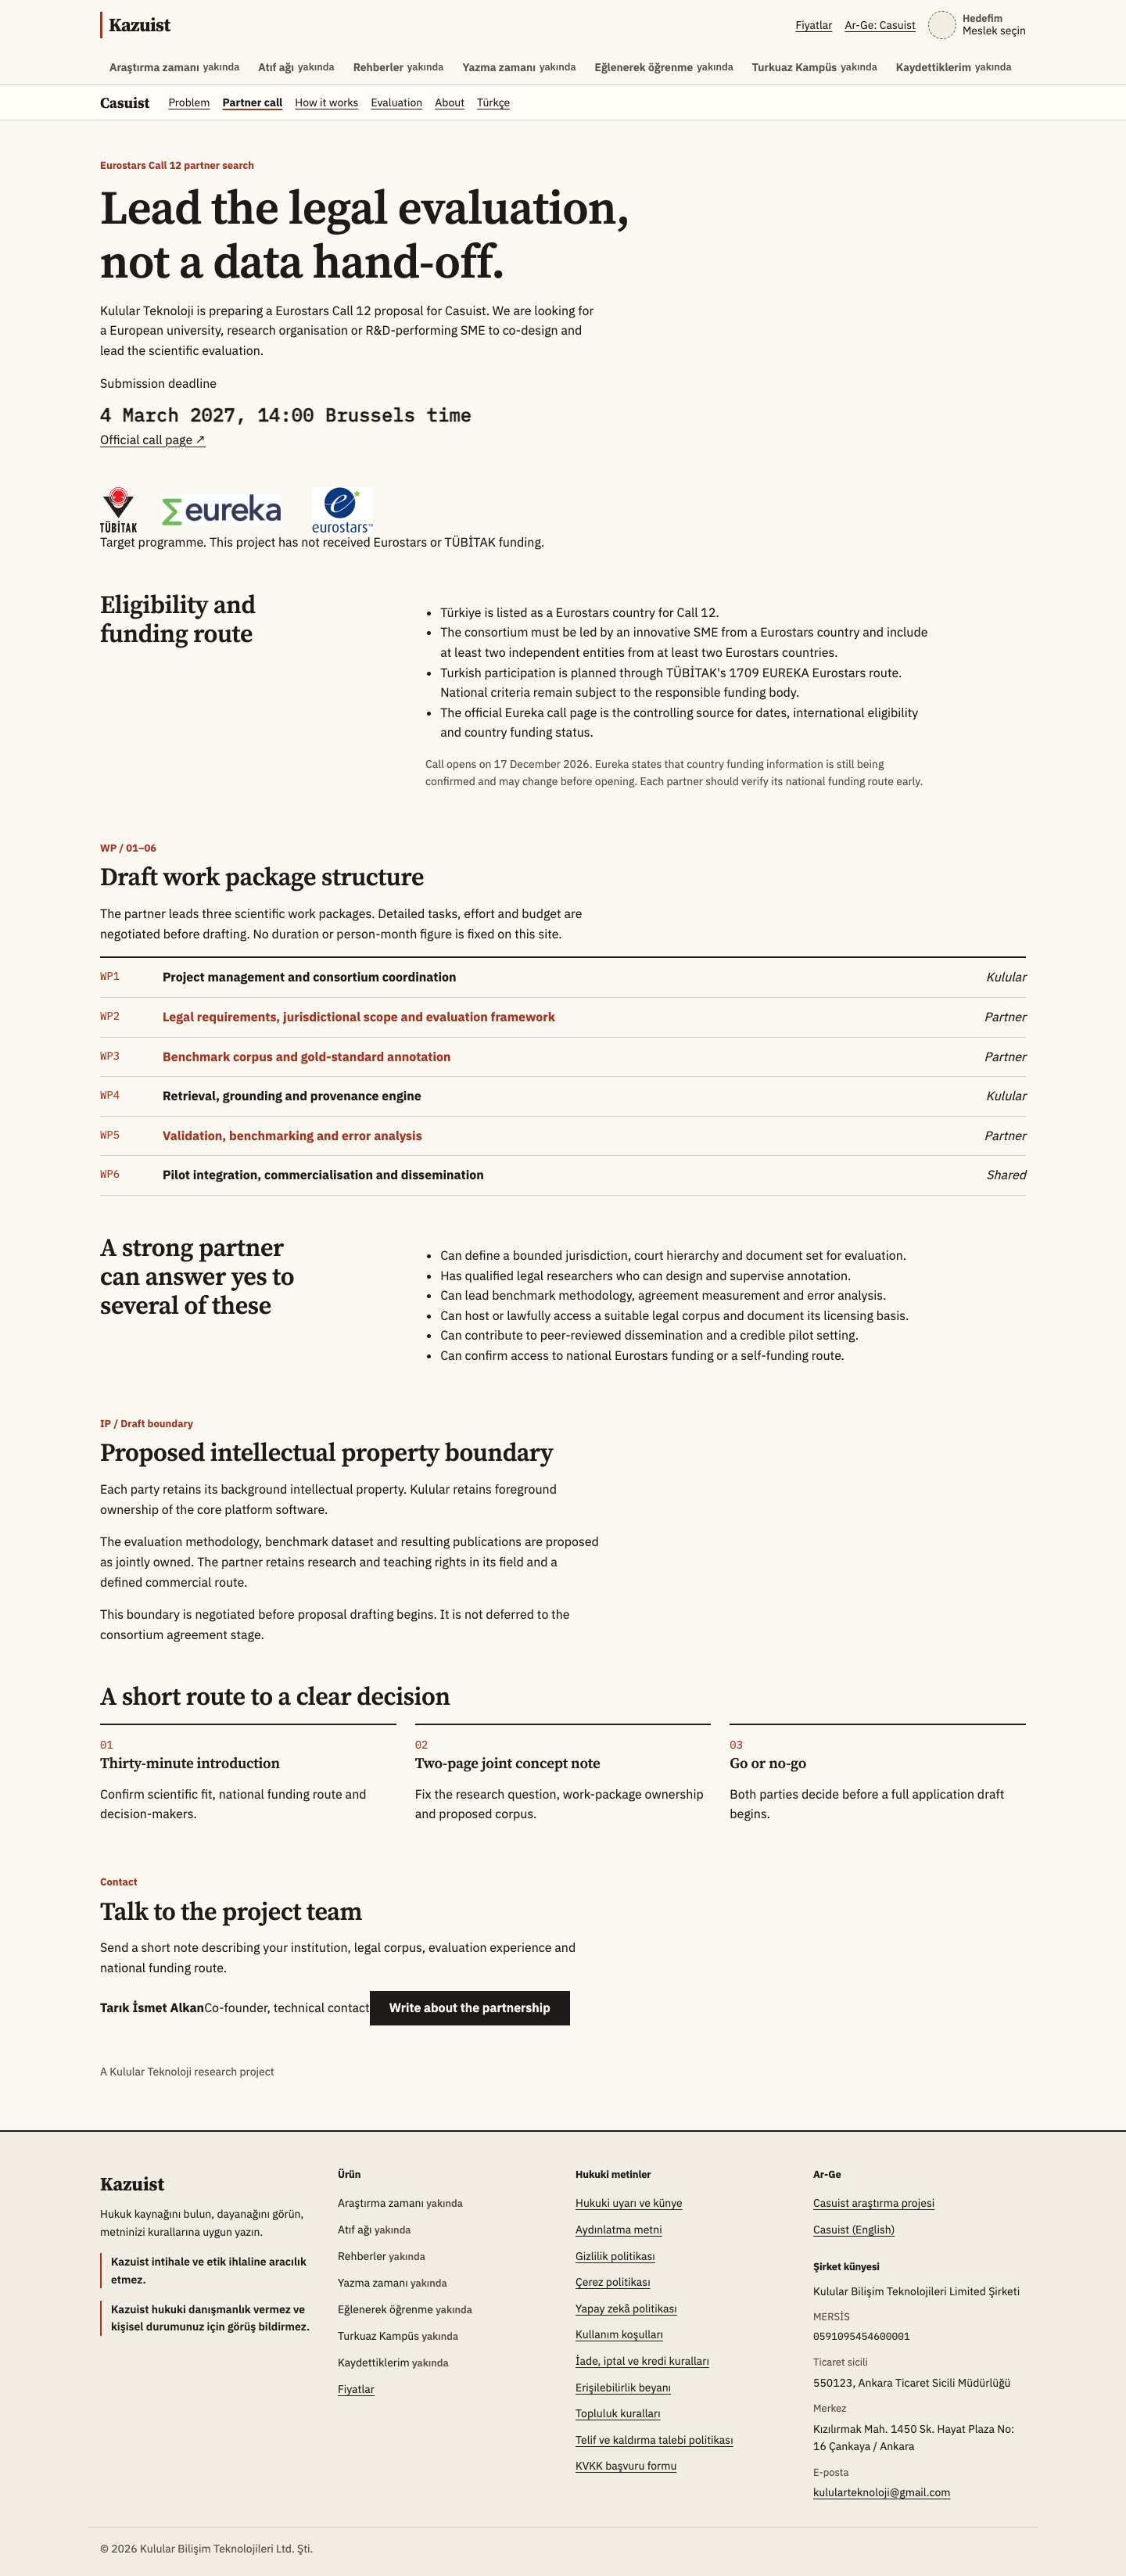 Kazuist
Fiyatlar Ar-Ge: Casuist Hedefim
Meslek seçin
Araştırma zamanı yakında Atıf ağı yakında Rehberler yakında Yazma zamanı yakında Eğlenerek öğrenme yakında Turkuaz Kampüs yakında Kaydettiklerim yakında
Casuist Problem Partner call How it works Evaluation About Türkçe
Eurostars Call 12 partner search
Lead the legal evaluation,
not a data hand-off.
Kulular Teknoloji is preparing a Eurostars Call 12 proposal for Casuist. We are looking for
a European university, research organisation or R&D-performing SME to co-design and
lead the scientific evaluation.
Submission deadline
4 March 2027, 14:00 Brussels time
Official call page ↗
TÜBİTAK eureka eurostars™
Target programme. This project has not received Eurostars or TÜBİTAK funding.
Eligibility and
funding route
• Türkiye is listed as a Eurostars country for Call 12.
• The consortium must be led by an innovative SME from a Eurostars country and include
at least two independent entities from at least two Eurostars countries.
• Turkish participation is planned through TÜBİTAK's 1709 EUREKA Eurostars route.
National criteria remain subject to the responsible funding body.
• The official Eureka call page is the controlling source for dates, international eligibility
and country funding status.
Call opens on 17 December 2026. Eureka states that country funding information is still being
confirmed and may change before opening. Each partner should verify its national funding route early.
WP / 01–06
Draft work package structure
The partner leads three scientific work packages. Detailed tasks, effort and budget are
negotiated before drafting. No duration or person-month figure is fixed on this site.
WP1 Project management and consortium coordination Kulular
WP2 Legal requirements, jurisdictional scope and evaluation framework Partner
WP3 Benchmark corpus and gold-standard annotation Partner
WP4 Retrieval, grounding and provenance engine Kulular
WP5 Validation, benchmarking and error analysis Partner
WP6 Pilot integration, commercialisation and dissemination Shared
A strong partner
can answer yes to
several of these
• Can define a bounded jurisdiction, court hierarchy and document set for evaluation.
• Has qualified legal researchers who can design and supervise annotation.
• Can lead benchmark methodology, agreement measurement and error analysis.
• Can host or lawfully access a suitable legal corpus and document its licensing basis.
• Can contribute to peer-reviewed dissemination and a credible pilot setting.
• Can confirm access to national Eurostars funding or a self-funding route.
IP / Draft boundary
Proposed intellectual property boundary
Each party retains its background intellectual property. Kulular retains foreground
ownership of the core platform software.
The evaluation methodology, benchmark dataset and resulting publications are proposed
as jointly owned. The partner retains research and teaching rights in its field and a
defined commercial route.
This boundary is negotiated before proposal drafting begins. It is not deferred to the
consortium agreement stage.
A short route to a clear decision
01
Thirty-minute introduction
Confirm scientific fit, national funding route and
decision-makers.
02
Two-page joint concept note
Fix the research question, work-package ownership
and proposed corpus.
03
Go or no-go
Both parties decide before a full application draft
begins.
Contact
Talk to the project team
Send a short note describing your institution, legal corpus, evaluation experience and
national funding route.
Tarık İsmet AlkanCo-founder, technical contact Write about the partnership
A Kulular Teknoloji research project
Kazuist
Hukuk kaynağını bulun, dayanağını görün,
metninizi kurallarına uygun yazın.
Kazuist intihale ve etik ihlaline aracılık
etmez.
Kazuist hukuki danışmanlık vermez ve
kişisel durumunuz için görüş bildirmez.
Ürün
Araştırma zamanı yakında
Atıf ağı yakında
Rehberler yakında
Yazma zamanı yakında
Eğlenerek öğrenme yakında
Turkuaz Kampüs yakında
Kaydettiklerim yakında
Fiyatlar
Hukuki metinler
Hukuki uyarı ve künye
Aydınlatma metni
Gizlilik politikası
Çerez politikası
Yapay zekâ politikası
Kullanım koşulları
İade, iptal ve kredi kuralları
Erişilebilirlik beyanı
Topluluk kuralları
Telif ve kaldırma talebi politikası
KVKK başvuru formu
Ar-Ge
Casuist araştırma projesi
Casuist (English)
Şirket künyesi
Kulular Bilişim Teknolojileri Limited Şirketi
MERSİS
0591095454600001
Ticaret sicili
550123, Ankara Ticaret Sicili Müdürlüğü
Merkez
Kızılırmak Mah. 1450 Sk. Hayat Plaza No:
16 Çankaya / Ankara
E-posta
kulularteknoloji@gmail.com
© 2026 Kulular Bilişim Teknolojileri Ltd. Şti.